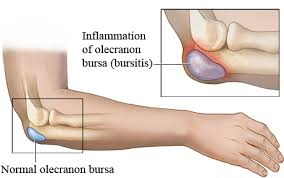 Inflammation
of olecranon
bursa (bursitis)
Normal olecranon bursa